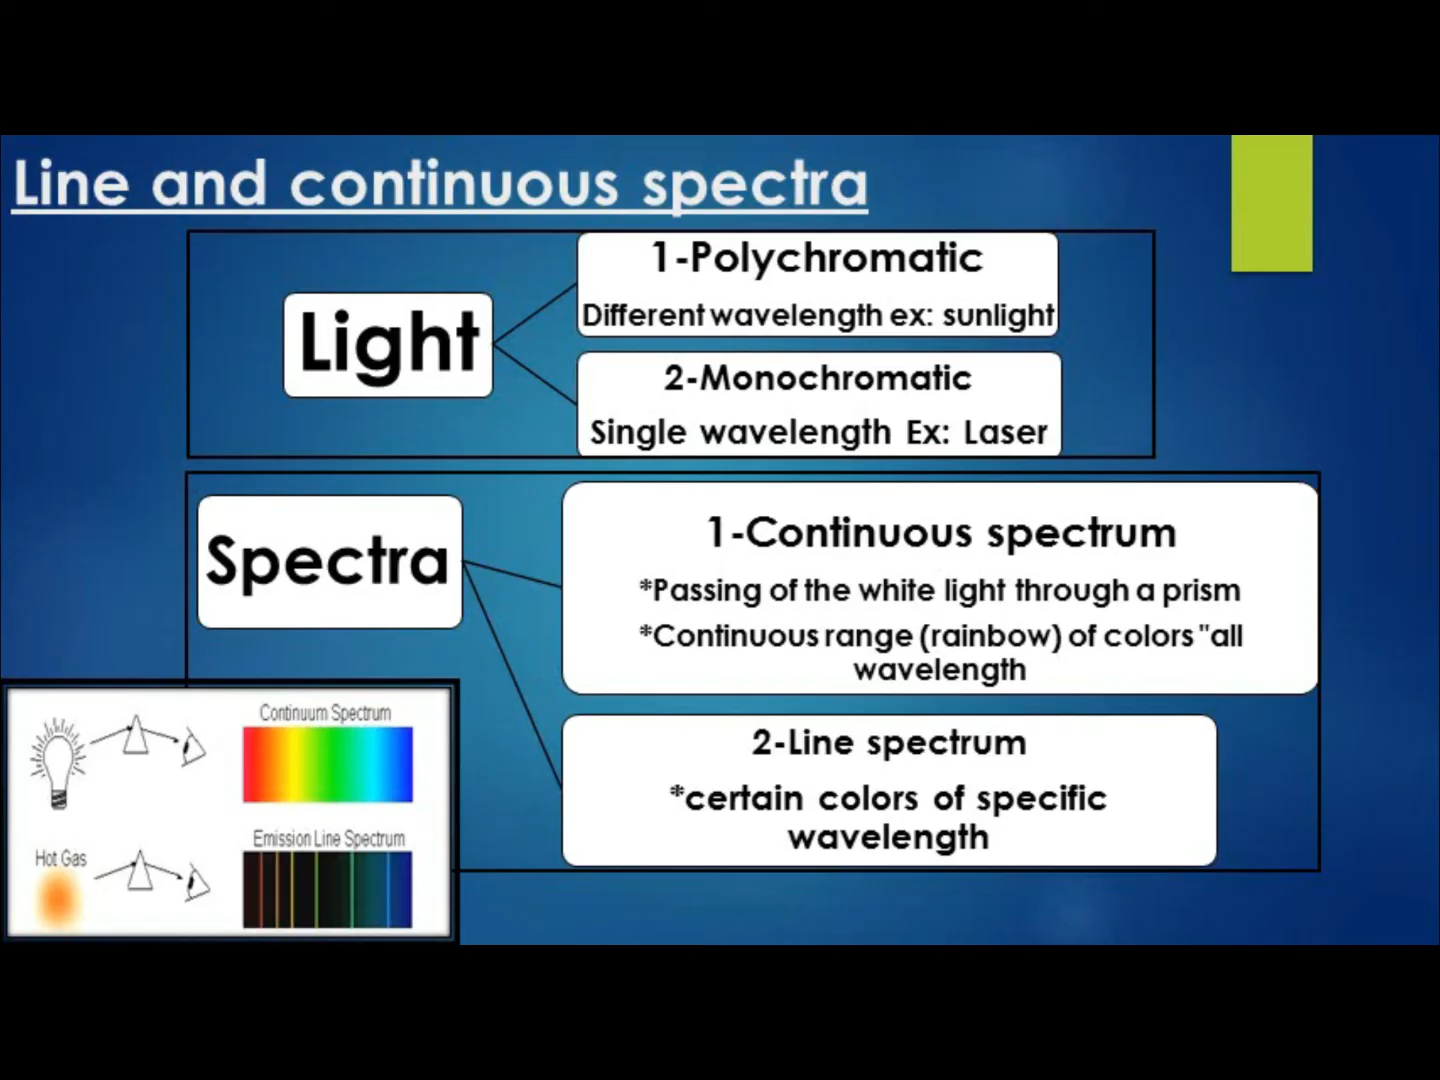 Line and continuous spectra
Light
1-Polychromatic
Different wavelength ex: sunlight
2-Monochromatic
Single wavelength Ex: Laser
Spectra
1-Continuous spectrum
*Passing of the white light through a prism
*Continuous range (rainbow) of colors "all
wavelength
2-Line spectrum
*certain colors of specific
wavelength
Continuum Spectrum
Emission Line Spectrum
Hot Gas